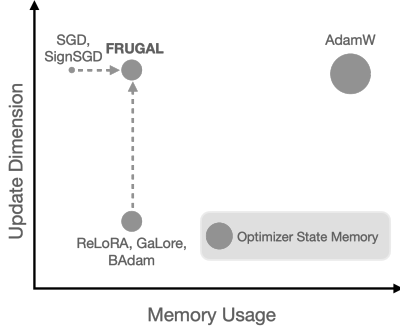 SGD,
SignSGD
FRUGAL
AdamW
Update Dimension
ReLoRA, GaLore,
BAdam
Optimizer State Memory
Memory Usage